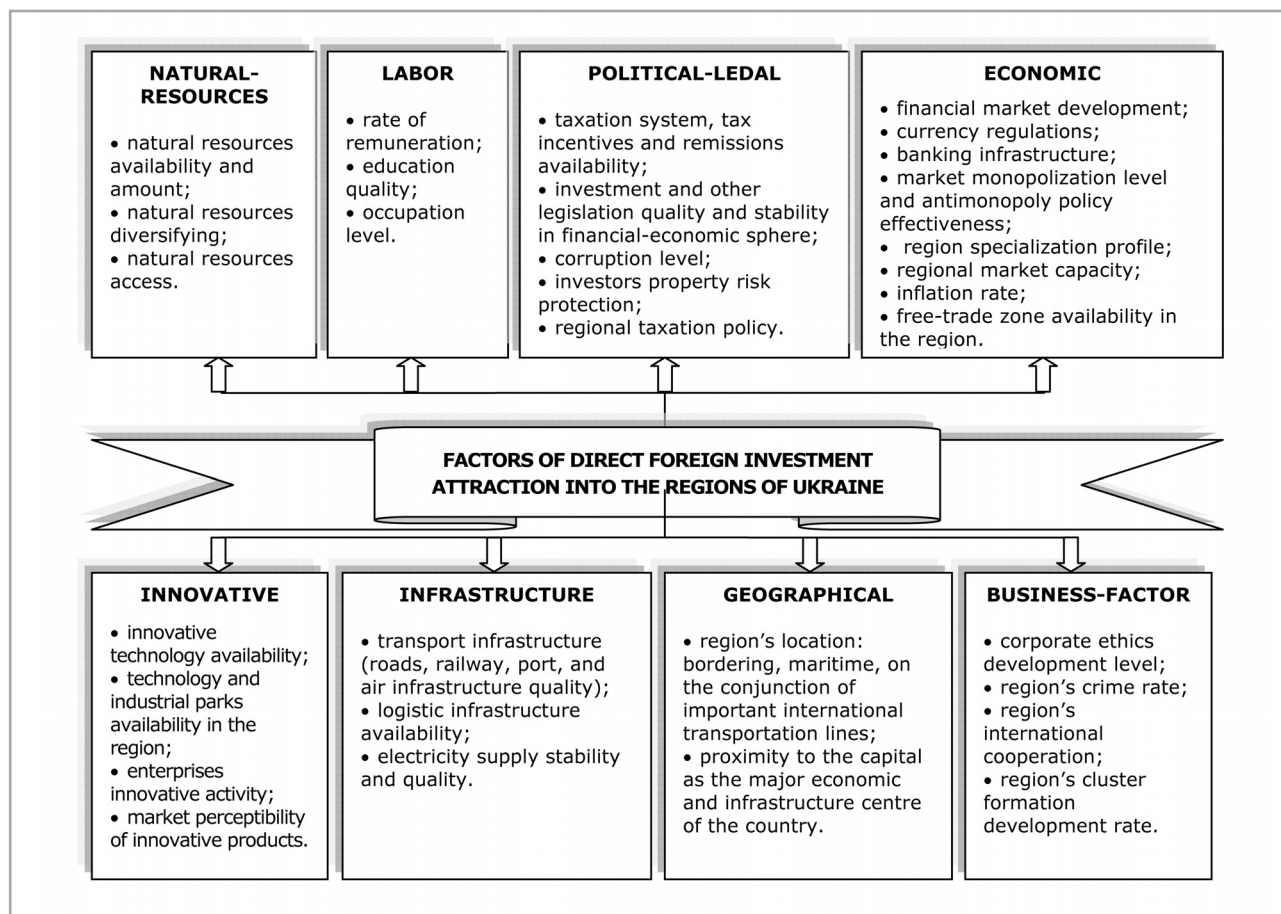 NATURAL-
RESOURCES
• natural resources
availability and
amount;
• natural resources
diversifying;
• natural resources
access.
LABOR
• rate of
remuneration;
• education
quality;
• occupation
level.
POLITICAL-LEDAL
• taxation system, tax
incentives and remissions
availability;
• investment and other
legislation quality and stability
in financial-economic sphere;
• corruption level;
• investors property risk
protection;
• regional taxation policy.
ECONOMIC
• financial market development;
• currency regulations;
• banking infrastructure;
• market monopolization level
and antimonopoly policy
effectiveness;
• region specialization profile;
• regional market capacity;
• inflation rate;
• free-trade zone availability in
the region.
FACTORS OF DIRECT FOREIGN INVESTMENT
ATTRACTION INTO THE REGIONS OF UKRAINE
INNOVATIVE
• innovative
technology availability;
• technology and
industrial parks
availability in the
region;
• enterprises
innovative activity;
• market perceptibility
of innovative products.
INFRASTRUCTURE
• transport infrastructure
(roads, railway, port, and
air infrastructure quality);
• logistic infrastructure
availability;
• electricity supply stability
and quality.
GEOGRAPHICAL
• region’s location:
bordering, maritime, on
the conjunction of
important international
transportation lines;
• proximity to the capital
as the major economic
and infrastructure centre
of the country.
BUSINESS-FACTOR
• corporate ethics
development level;
• region’s crime rate;
• region’s
international
cooperation;
• region’s cluster
formation
development rate.